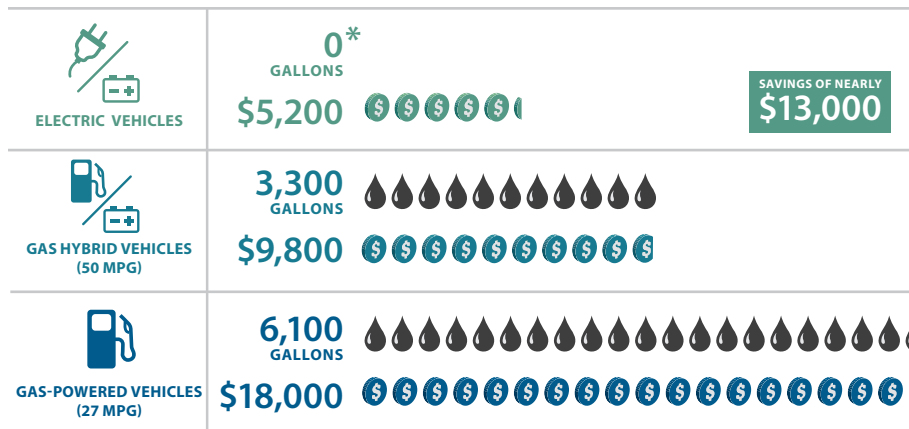 0*
GALLONS
$5,200
ELECTRIC VEHICLES
SAVINGS OF NEARLY
$13,000
3,300
GALLONS
$9,800
GAS HYBRID VEHICLES
(50 MPG)
6,100
GALLONS
$18,000
GAS-POWERED VEHICLES
(27 MPG)